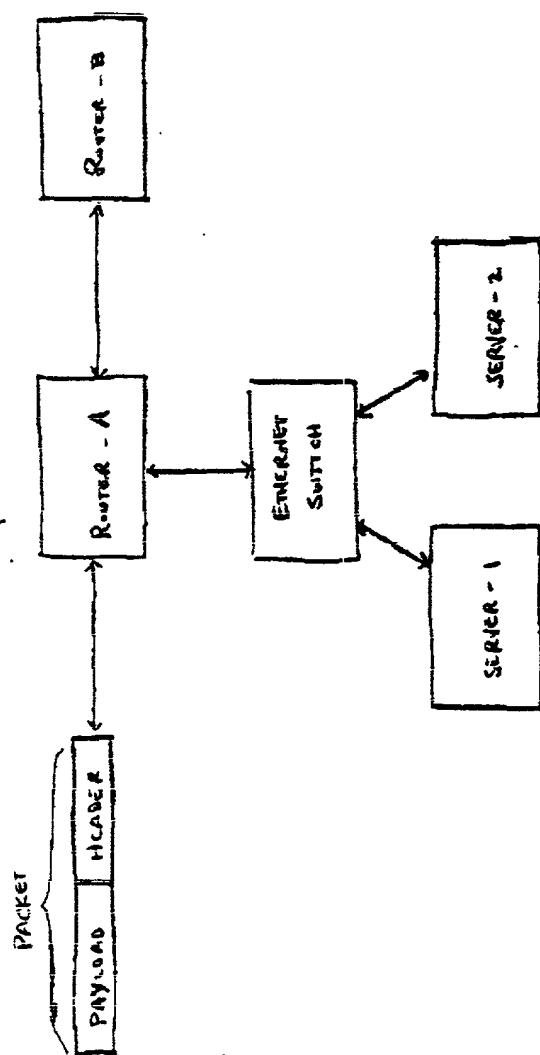 PACKET
PAYLOAD
HEADER
ROUTER - A
ROUTER - B
ETHERNET
SWITCH
SERVER - 1
SERVER - 2